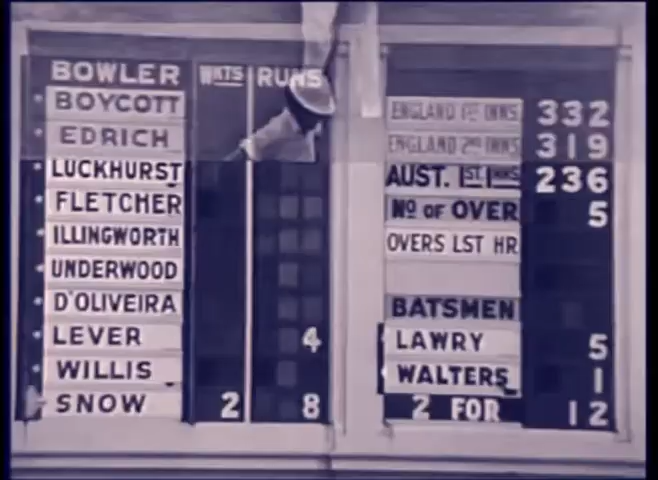 BOWLER WKTS RUNS
BOYCOTT
EDRICH
LUCKHURST
FLETCHER
ILLINGWORTH
UNDERWOOD
D'OLIVEIRA
LEVER 4
WILLIS
SNOW 2 8
ENGLAND 1ST INNS 332
ENGLAND 2ND INNS 319
AUST. 1ST. INNS 236
NO OF OVER 5
OVERS LST HR
BATSMEN
LAWRY 5
WALTERS 1
2 FOR 12